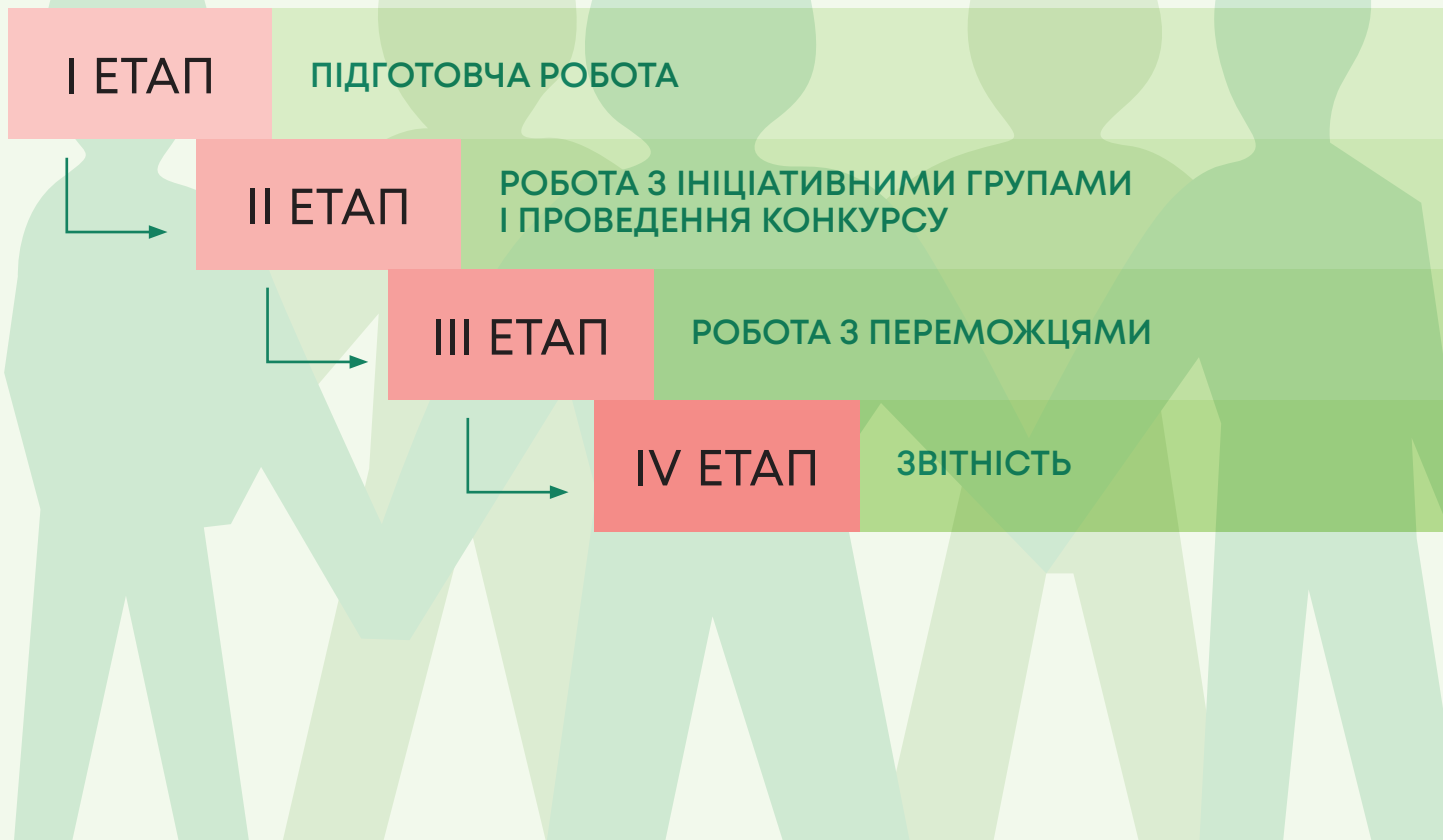 I ЕТАП
ПІДГОТОВЧА РОБОТА
II ЕТАП
РОБОТА З ІНІЦІАТИВНИМИ ГРУПАМИ
І ПРОВЕДЕННЯ КОНКУРСУ
III ЕТАП
РОБОТА З ПЕРЕМОЖЦЯМИ
IV ЕТАП
ЗВІТНІСТЬ